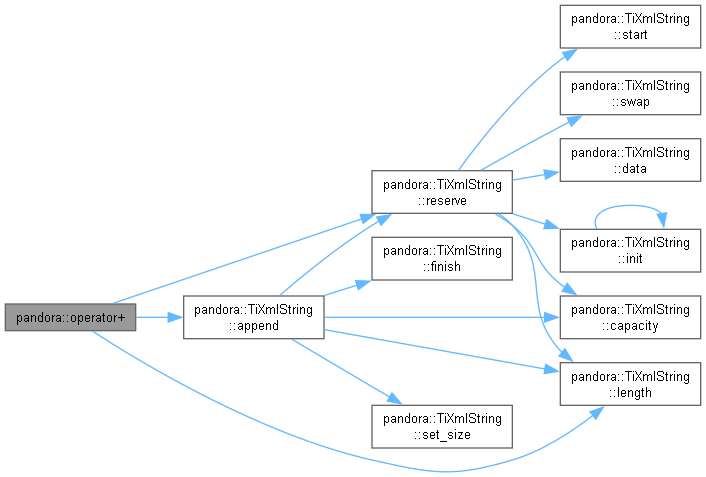 pandora::operator+
pandora::TiXmlString
::append
pandora::TiXmlString
::reserve
pandora::TiXmlString
::finish
pandora::TiXmlString
::set_size
pandora::TiXmlString
::start
pandora::TiXmlString
::swap
pandora::TiXmlString
::data
pandora::TiXmlString
::init
pandora::TiXmlString
::capacity
pandora::TiXmlString
::length